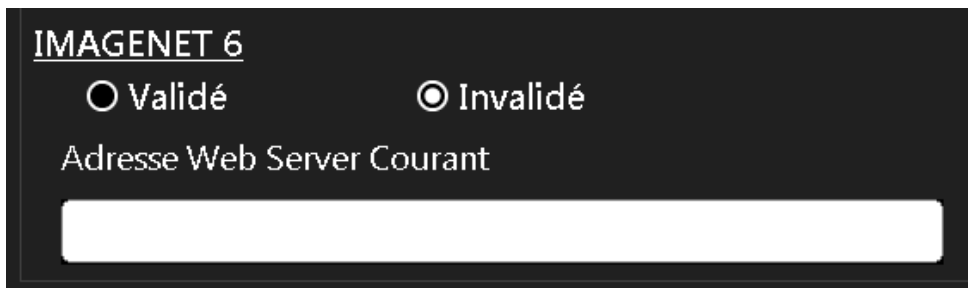 IMAGENET 6
Validé Invalidé
Adresse Web Server Courant